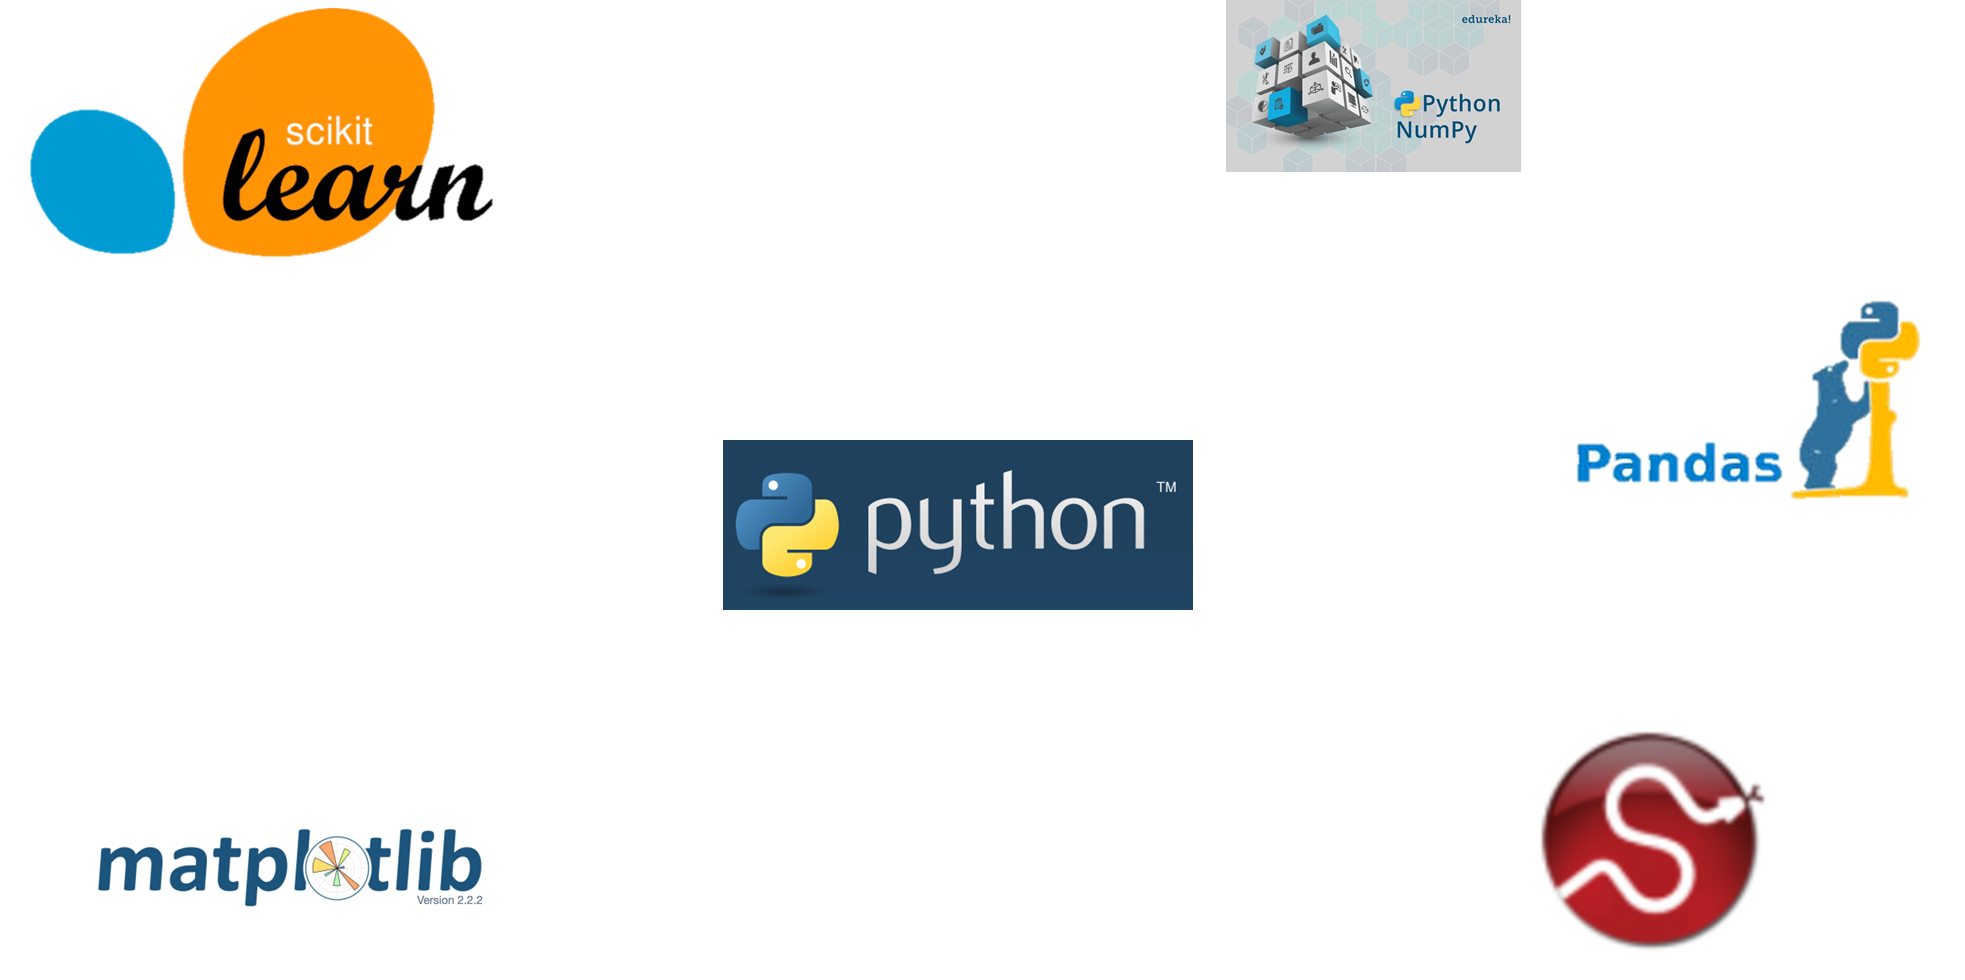 scikit
learn
edureka!
Python
NumPy
Pandas
python TM
matplotlib
Version 2.2.2